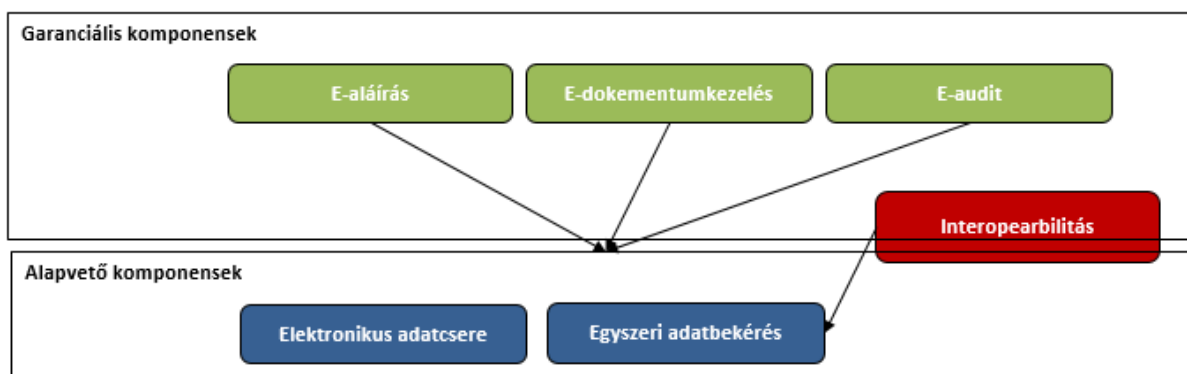 Garanciális komponensek
E-aláírás
E-dokementumkezelés
E-audit
Interopearbilitás
Alapvető komponensek
Elektronikus adatcsere
Egyszeri adatbekérés